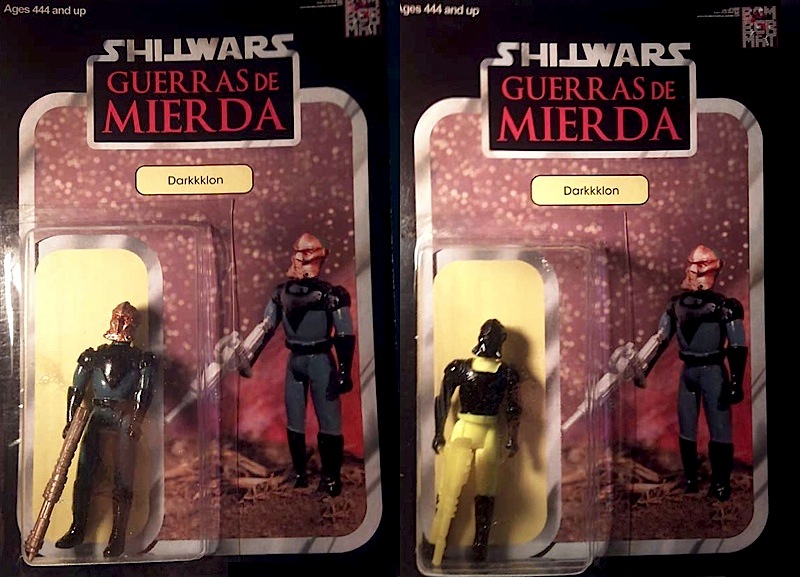 Ages 444 and up
SHITWARS
GUERRAS DE
MIERDA
Darkkklon
Ages 444 and up
SHITWARS
GUERRAS DE
MIERDA
Darkkklon